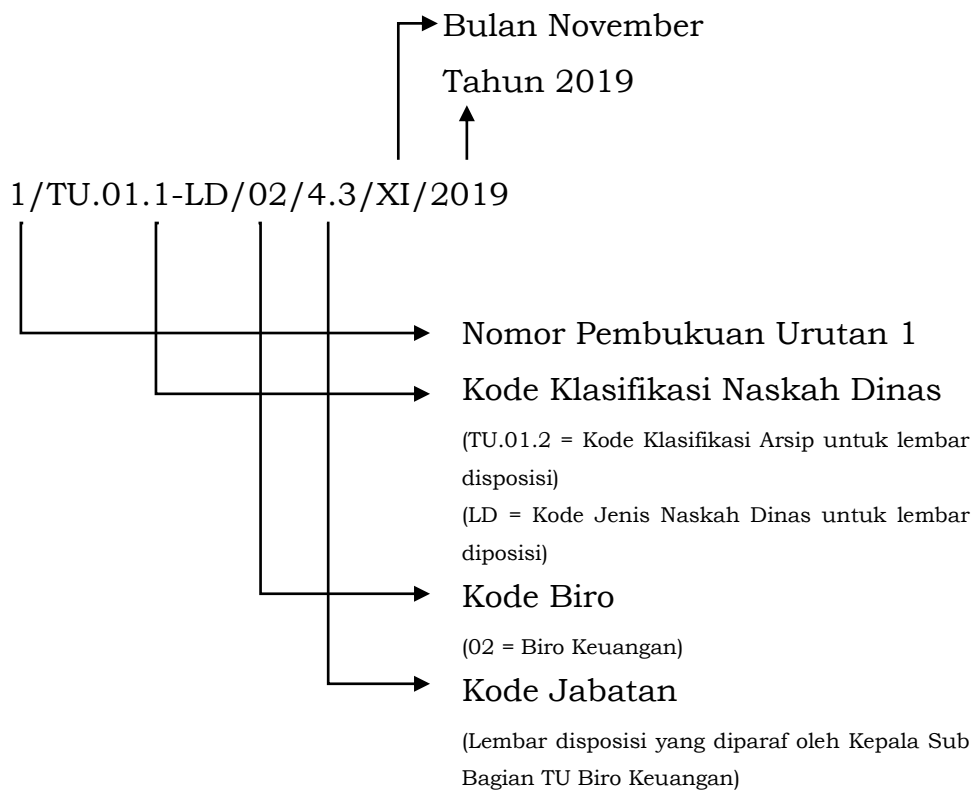 Bulan November
Tahun 2019
1/TU.01.1-LD/02/4.3/XI/2019
Nomor Pembukuan Urutan 1
Kode Klasifikasi Naskah Dinas
(TU.01.2 = Kode Klasifikasi Arsip untuk lembar
disposisi)
(LD = Kode Jenis Naskah Dinas untuk lembar
diposisi)
Kode Biro
(02 = Biro Keuangan)
Kode Jabatan
(Lembar disposisi yang diparaf oleh Kepala Sub
Bagian TU Biro Keuangan)